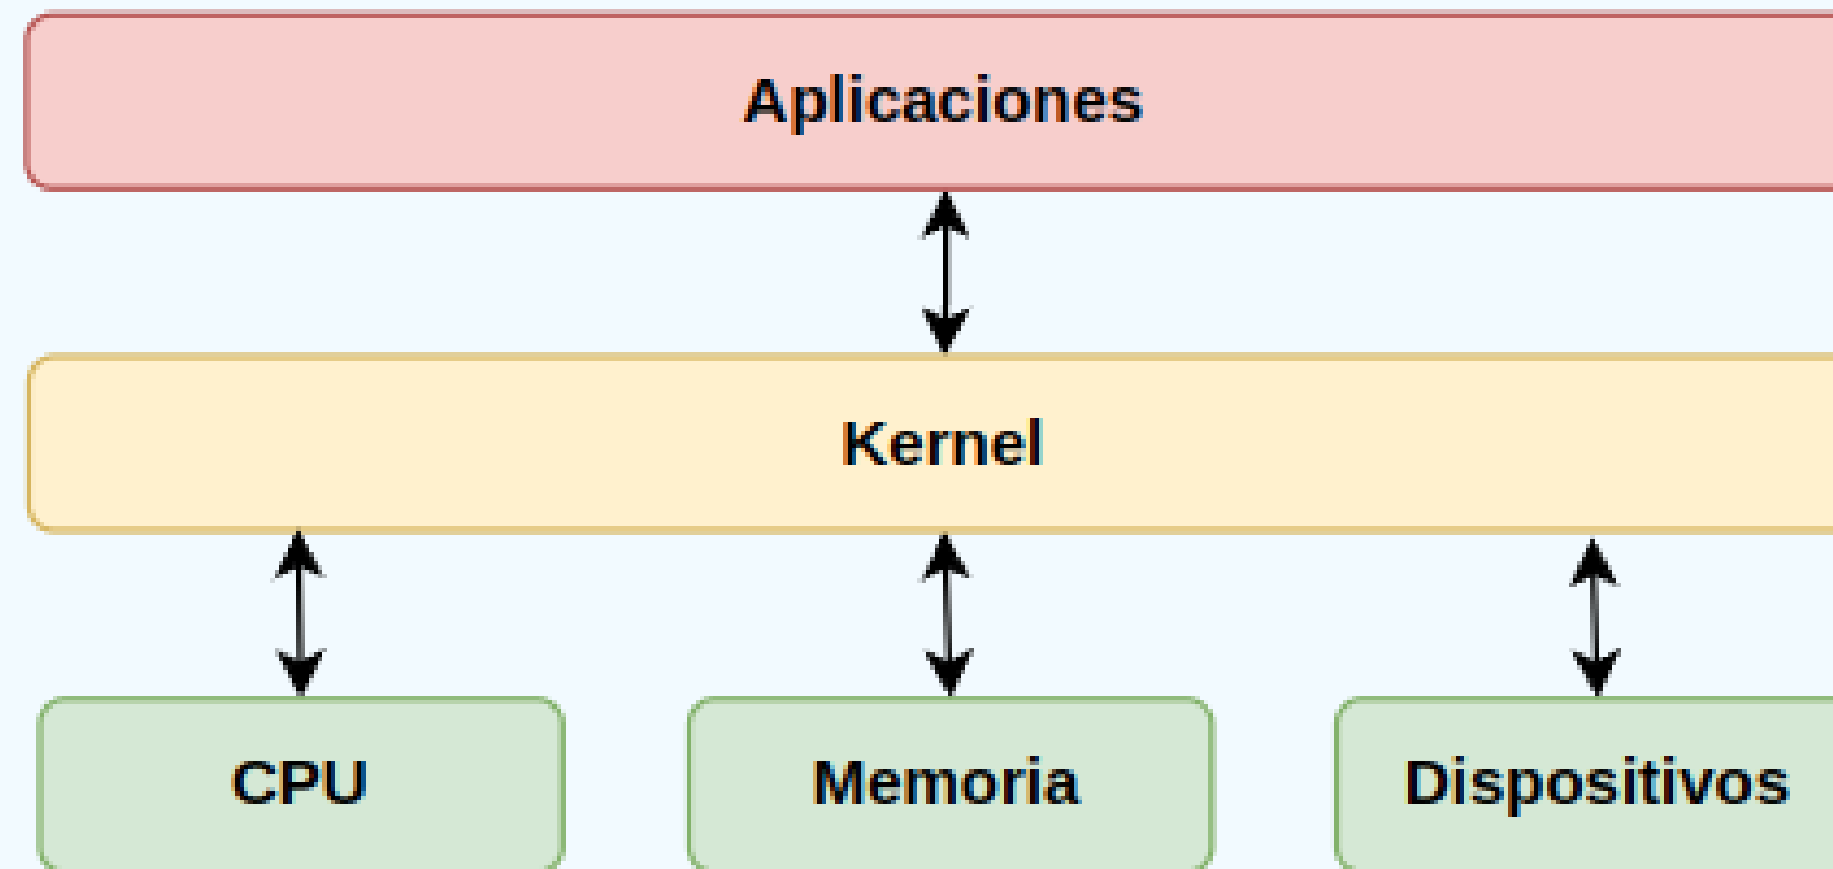 Aplicaciones
Kernel
CPU
Memoria
Dispositivos